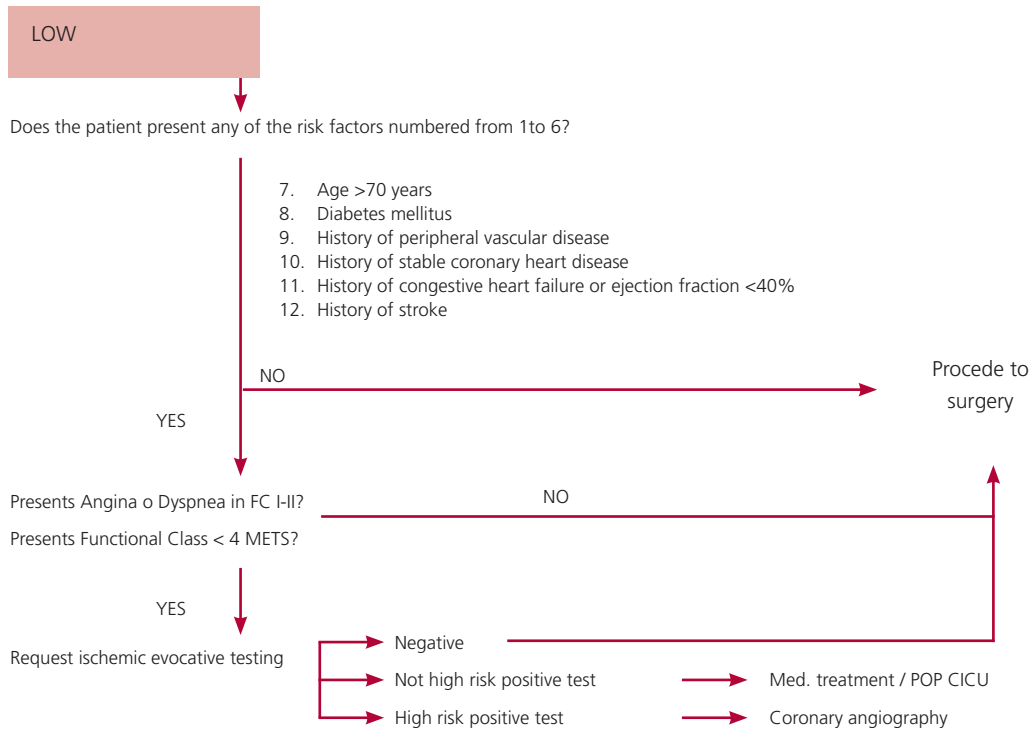 LOW
Does the patient present any of the risk factors numbered from 1to 6?
7. Age >70 years
8. Diabetes mellitus
9. History of peripheral vascular disease
10. History of stable coronary heart disease
11. History of congestive heart failure or ejection fraction <40%
12. History of stroke
NO
Procede to
surgery
YES
Presents Angina o Dyspnea in FC I-II?
NO
Presents Functional Class < 4 METS?
YES
Request ischemic evocative testing
Negative
Not high risk positive test
Med. treatment / POP CICU
High risk positive test
Coronary angiography